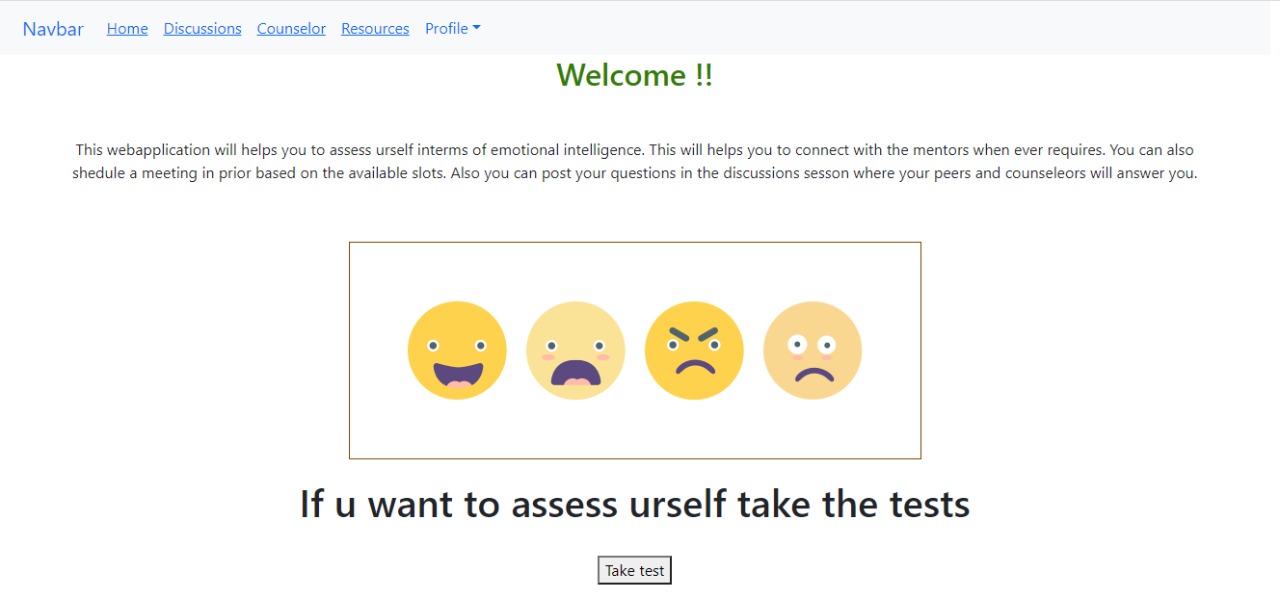 Navbar Home Discussions Counselor Resources Profile
Welcome !!
This webapplication will helps you to assess urself interms of emotional intelligence. This will helps you to connect with the mentors when ever requires. You can also
shedule a meeting in prior based on the available slots. Also you can post your questions in the discussions sesson where your peers and counseleors will answer you.
If u want to assess urself take the tests
Take test